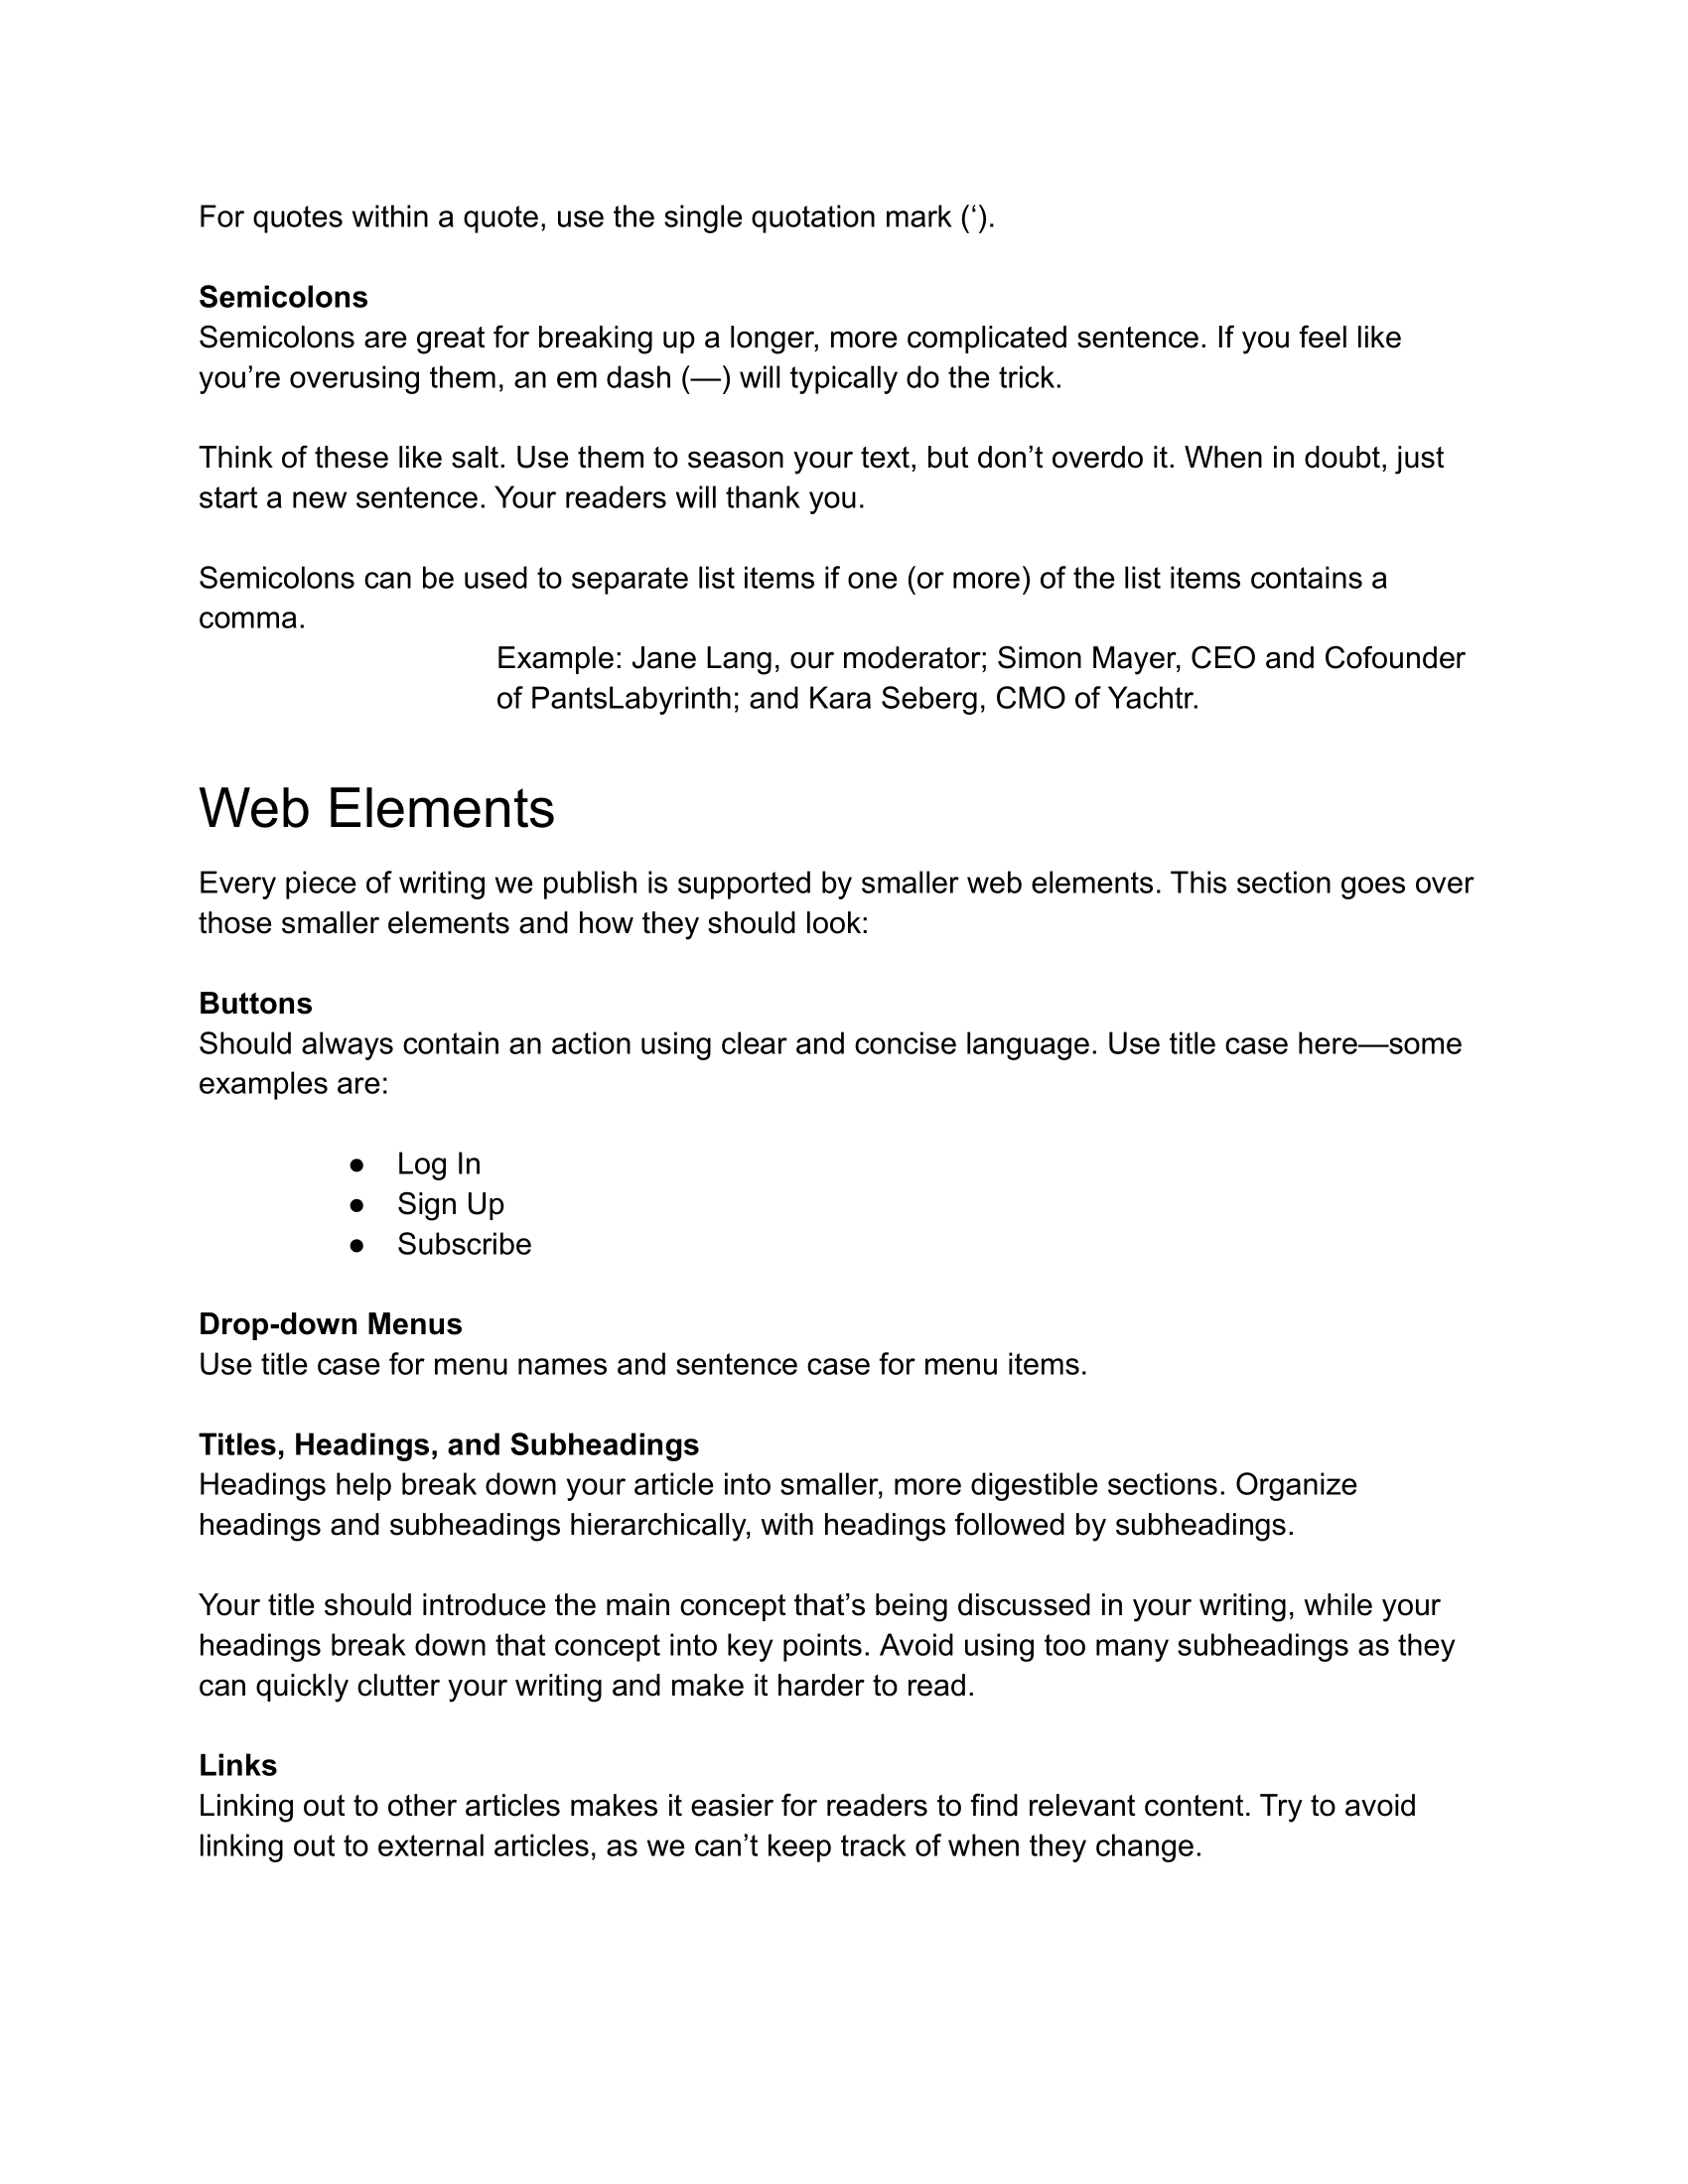 For quotes within a quote, use the single quotation mark (‘).
Semicolons
Semicolons are great for breaking up a longer, more complicated sentence. If you feel like
you’re overusing them, an em dash (—) will typically do the trick.
Think of these like salt. Use them to season your text, but don’t overdo it. When in doubt, just
start a new sentence. Your readers will thank you.
Semicolons can be used to separate list items if one (or more) of the list items contains a
comma.
Example: Jane Lang, our moderator; Simon Mayer, CEO and Cofounder
of PantsLabyrinth; and Kara Seberg, CMO of Yachtr.
Web Elements
Every piece of writing we publish is supported by smaller web elements. This section goes over
those smaller elements and how they should look:
Buttons
Should always contain an action using clear and concise language. Use title case here—some
examples are:
● Log In
● Sign Up
● Subscribe
Drop-down Menus
Use title case for menu names and sentence case for menu items.
Titles, Headings, and Subheadings
Headings help break down your article into smaller, more digestible sections. Organize
headings and subheadings hierarchically, with headings followed by subheadings.
Your title should introduce the main concept that’s being discussed in your writing, while your
headings break down that concept into key points. Avoid using too many subheadings as they
can quickly clutter your writing and make it harder to read.
Links
Linking out to other articles makes it easier for readers to find relevant content. Try to avoid
linking out to external articles, as we can’t keep track of when they change.